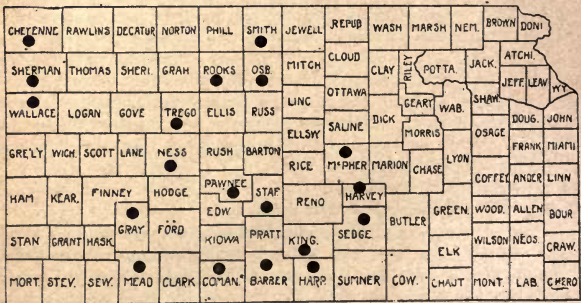 CHEYENNE RAWLINS DECATUR NORTON PHILL SMITH JEWELL REPUB WASH MARSH NEM. BROWN DONI
SHERMAN THOMAS SHERI. GRAH ROOKS OSB. MITCH CLOUD CLAY RILEY POTTA. JACK. ATCHI.
JEFF. LEAV WY.
WALLACE LOGAN GOVE TREGO ELLIS RUSS LINC OTTAWA DICK GEARY WAB. SHAW. DOUG. JOHN
ELLSW SALINE MORRIS OSAGE FRANK. MIAMI
GRE'LY WICH. SCOTT LANE NESS RUSH BARTON RICE McPHER MARION CHASE LYON COFFEY ANDER LINN
HAM KEAR. FINNEY HODGE PAWNEE STAF RENO HARVEY
EDW BUTLER GREEN. WOOD. ALLEN BOUR
STAN GRANT HASK. GRAY FORD KIOWA PRATT KING. SEDGE ELK WILSON NEOS. CRAW.
MORT. STEV. SEW. MEAD CLARK COMAN. BARBER HARP. SUMNER COW. CHAUT MONT. LAB. CHERO